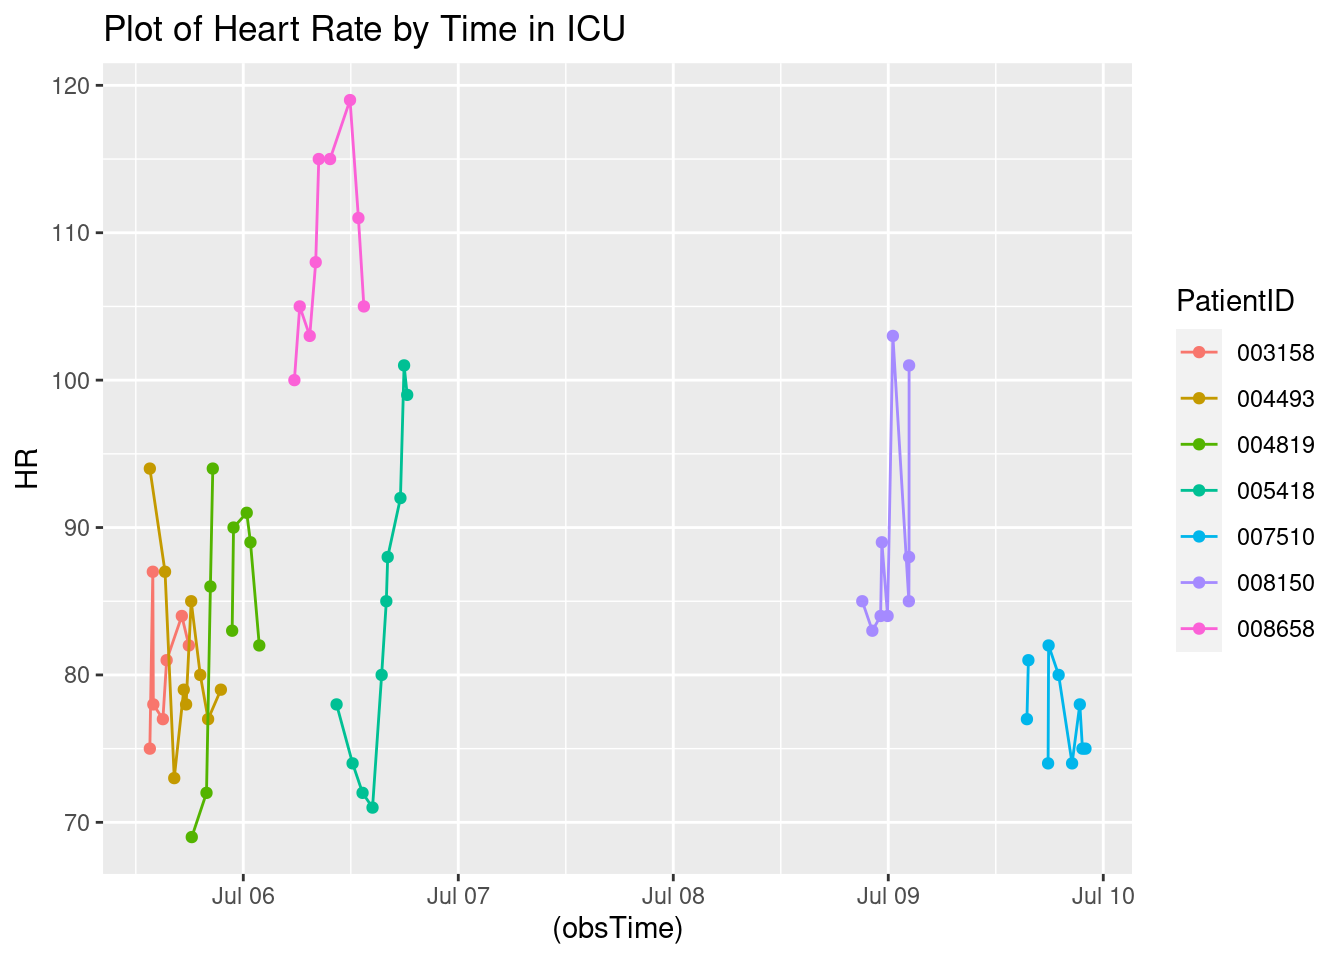 Plot of Heart Rate by Time in ICU
120
110
100
90
80
70
HR
Jul 06
Jul 07
Jul 08
Jul 09
Jul 10
(obsTime)
PatientID
003158
004493
004819
005418
007510
008150
008658